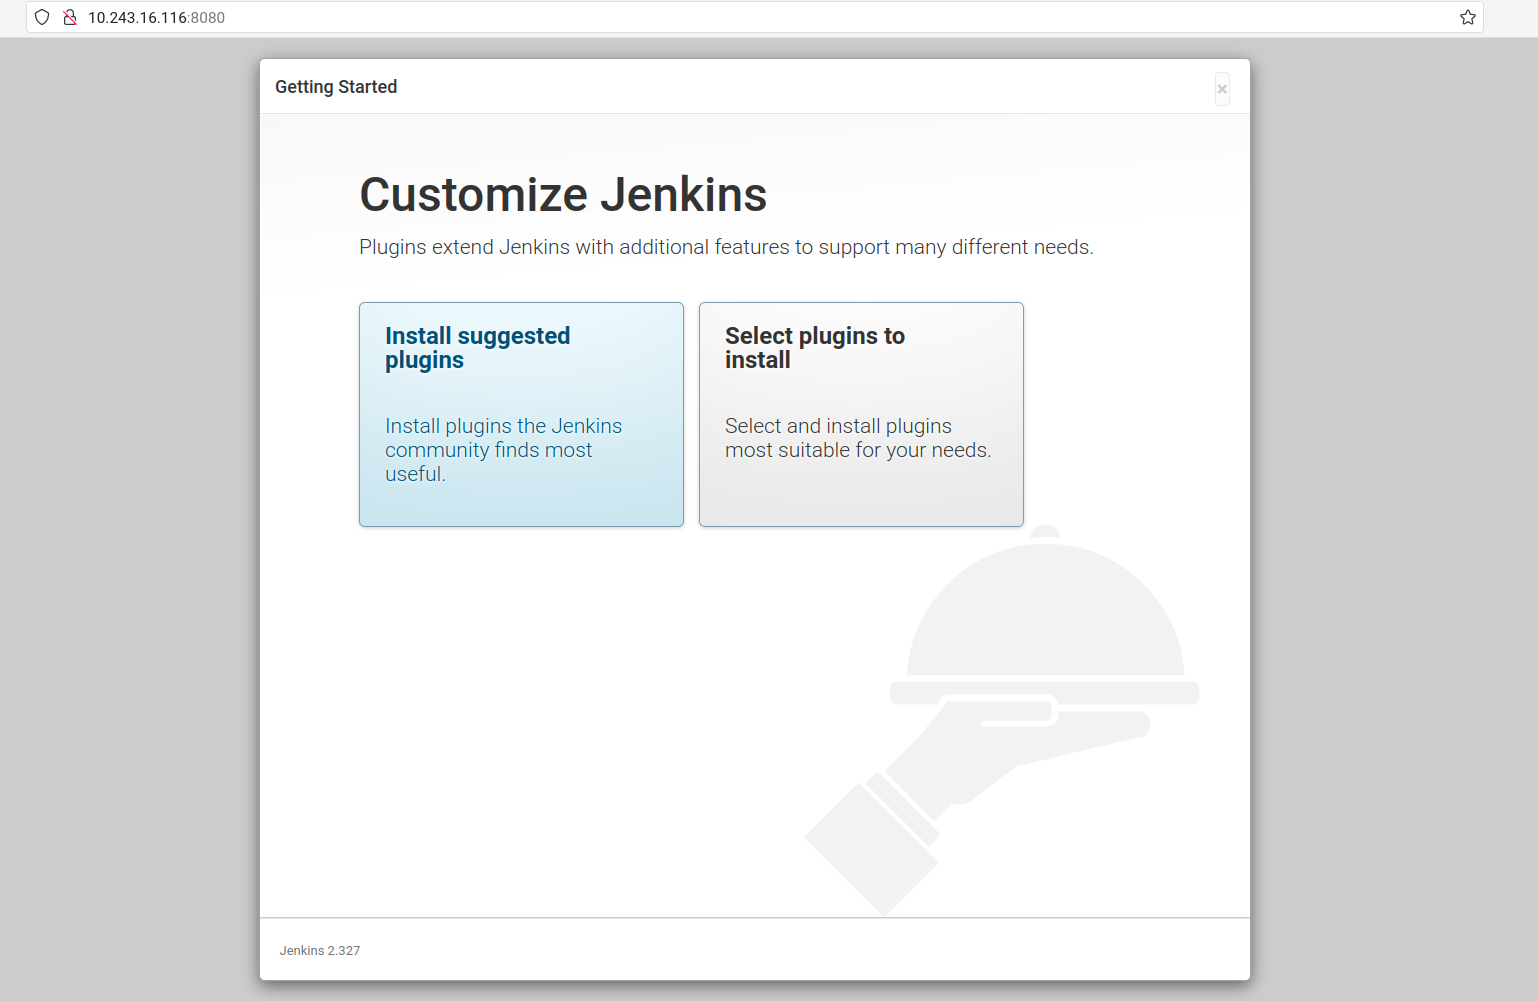 10.243.16.116:8080
Getting Started
×
Customize Jenkins
Plugins extend Jenkins with additional features to support many different needs.
Install suggested
plugins
Install plugins the Jenkins
community finds most
useful.
Select plugins to
install
Select and install plugins
most suitable for your needs.
Jenkins 2.327